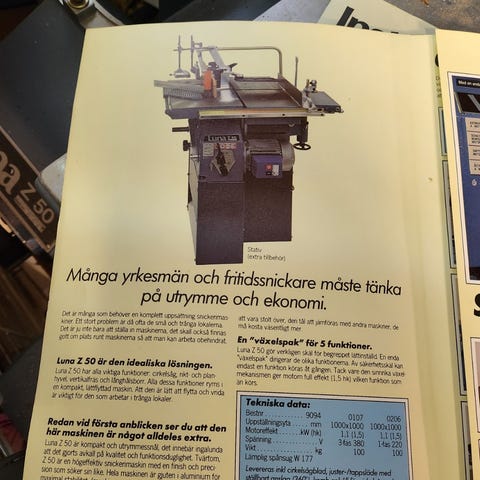 Luna Z 50
Stativ
(extra tillbehör)
Många yrkesmän och fritidssnickare måste tänka
på utrymme och ekonomi.
Det är många som behöver en komplett uppsättning snickerimas-
kiner. Ett stort problem är då ofta de små och trånga lokalerna.
Det är ju inte bara att ställa in maskinerna, det skall också finnas
gott om plats runt maskinerna så att man kan arbeta obehindrat.
Luna Z 50 är den idealiska lösningen.
Luna Z 50 har alla viktiga funktioner: cirkelsåg, rikt- och plan-
hyvel, vertikalfräs och långhålsborr. Alla dessa funktioner ryms i
en kompakt, lättflyttad maskin. Att den är lätt att flytta och vrida
är viktigt för den som arbetar i trånga lokaler.
Redan vid första anblicken ser du att den
här maskinen är något alldeles extra.
Luna Z 50 är kompakt och utrymmessnål, det innebär ingalunda
att det gjorts avkall på kvalitet och funktionsduglighet. Tvärtom,
Z 50 är en högeffektiv snickerimaskin med en finish och preci-
sion som söker sin like. Hela maskinen är gjuten i aluminium för
att vara stolt över, den tål att jämföras med andra maskiner, de
må kosta väsentligt mer.
En "växelspak" för 5 funktioner.
Luna Z 50 gör verkligen skäl för begreppet lättinställd. En enda
"växelspak" dirigerar de olika funktionerna. Av säkerhetsskäl kan
endast en funktion köras åt gången. Tack vare den sinnrika växel
mekanismen ger motorn full effekt (1,5 hk) vilken funktion som
än körs.
Tekniska data:
Bestnr 9094 0107 0206
Uppställningsyta mm 1000x1000 1000x1000
Motoreffekt kW (hk) 1,1 (1,5) 1,1 (1,5)
Spänning V 3 fas 380 1 fas 220
Vikt kg 100 100
Lämplig spånsug W 177
Levereras inkl cirkelsågblad, juster-/tappslāde med
Z 50